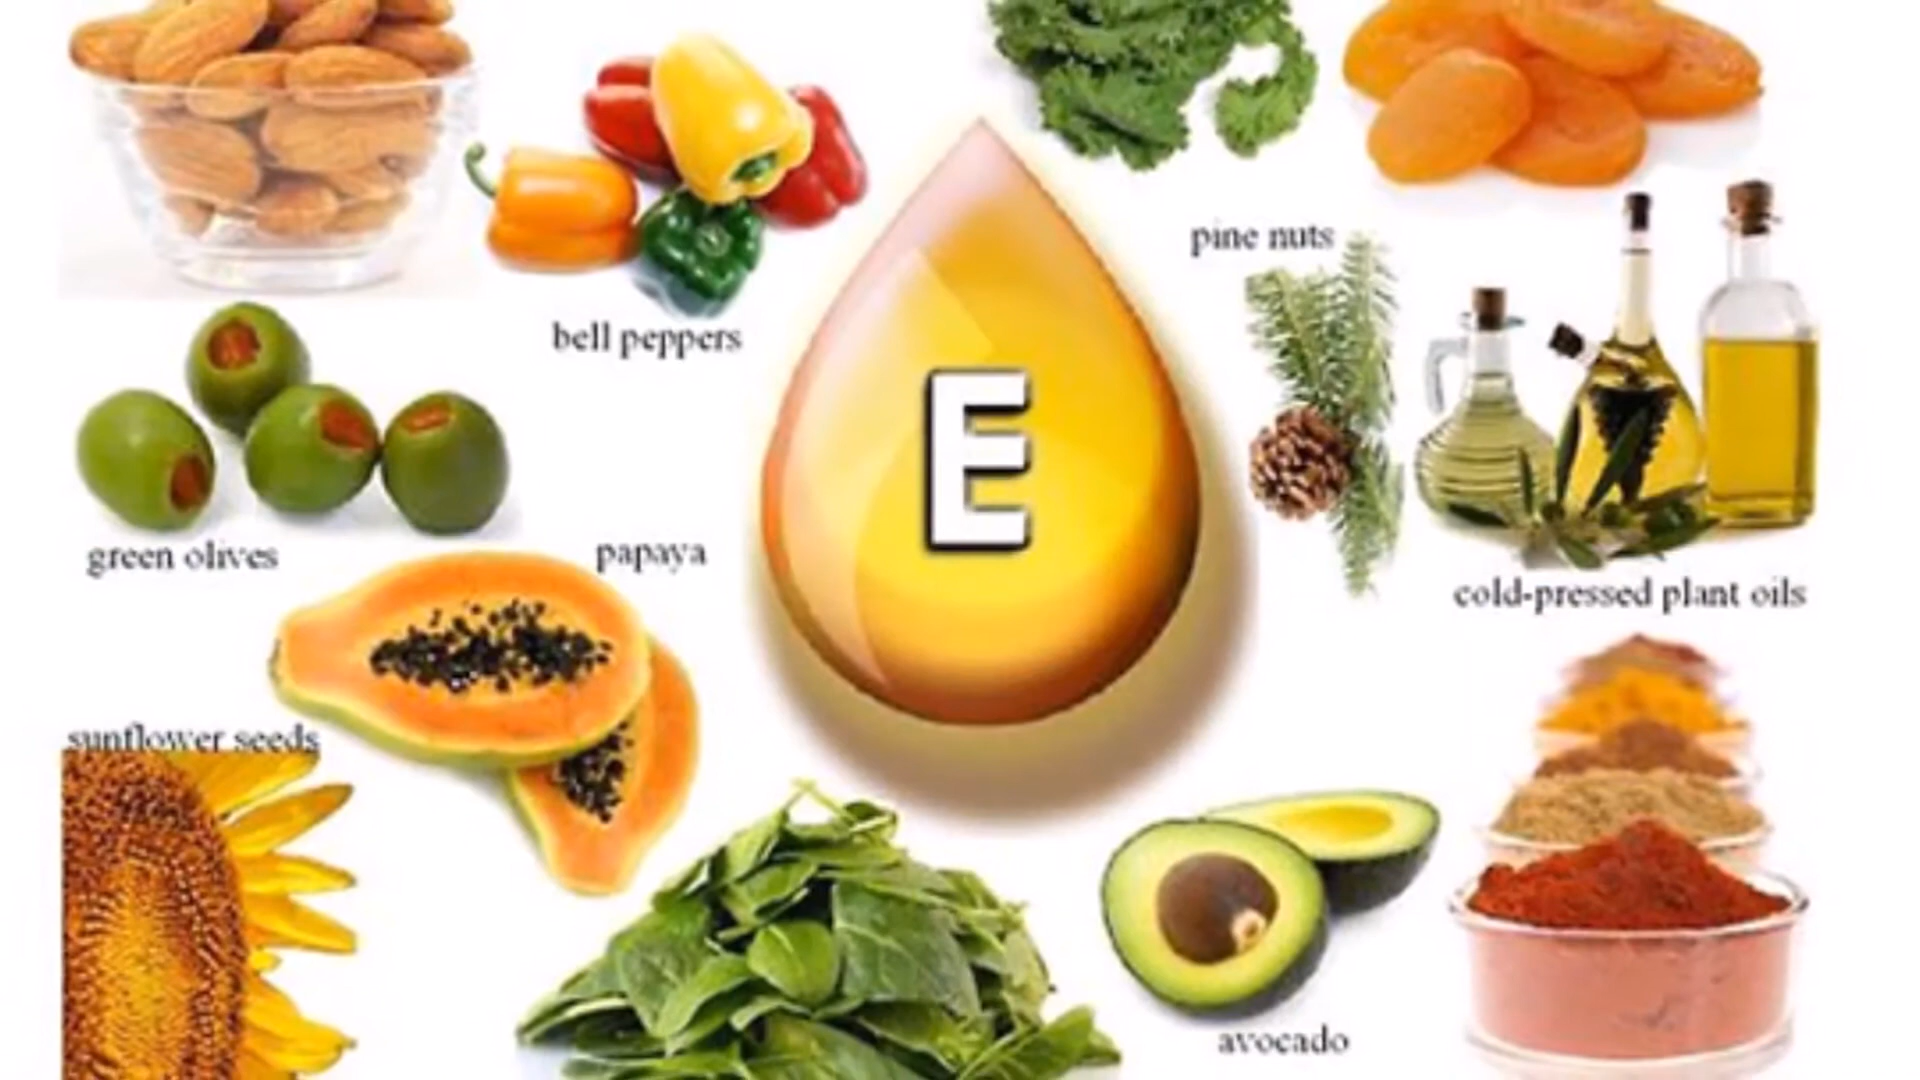 pine nuts
bell peppers
E
green olives
papaya
cold-pressed plant oils
sunflower seeds
avocado